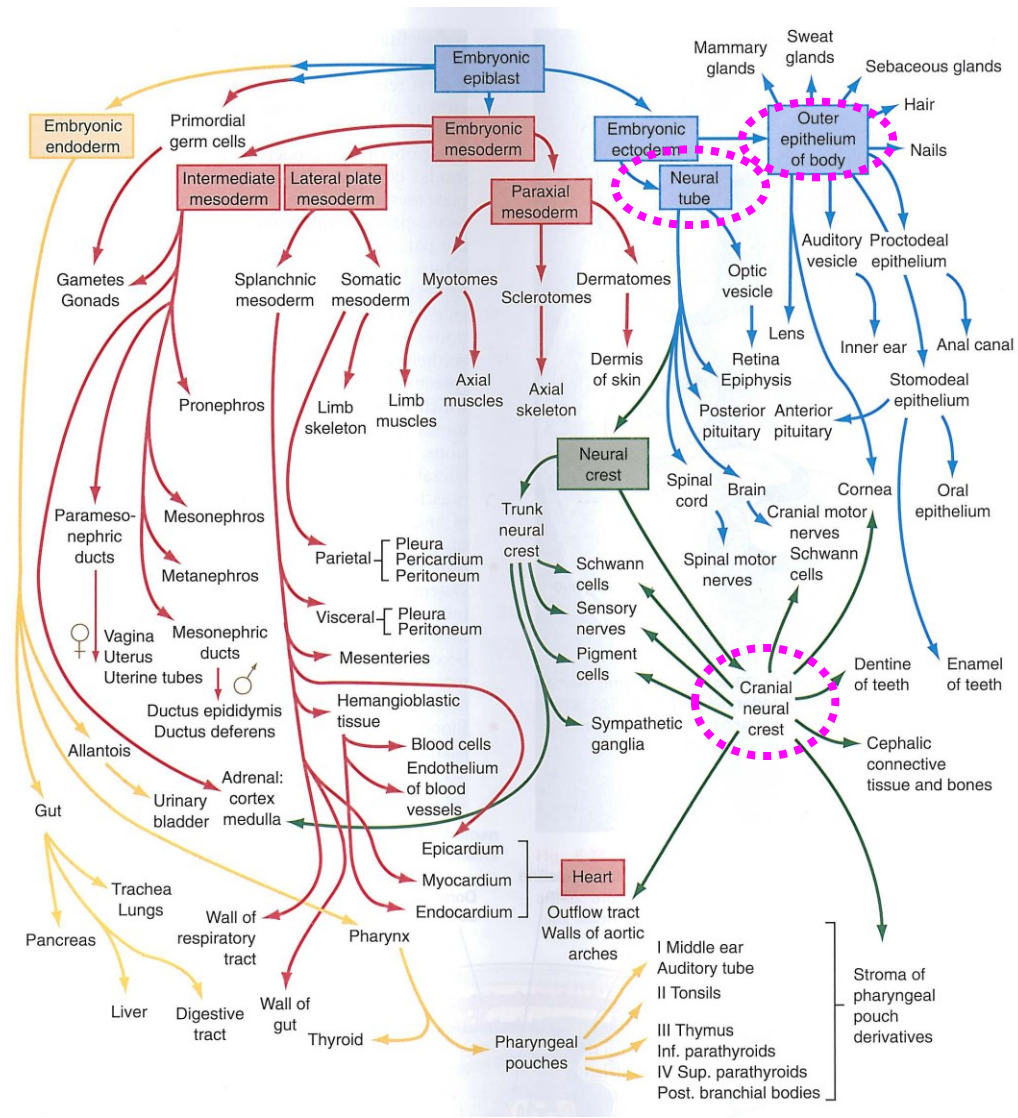 Embryonic
epiblast
Mammary
glands
Sweat
glands
Sebaceous glands
Hair
Nails
Embryonic
endoderm
Primordial
germ cells
Embryonic
mesoderm
Embryonic
ectoderm
Outer
epithelium
of body
Intermediate
mesoderm
Lateral plate
mesoderm
Paraxial
mesoderm
Neural
tube
Gametes
Gonads
Splanchnic
mesoderm
Somatic
mesoderm
Myotomes
Sclerotomes
Dermatomes
Optic
vesicle
Auditory
vesicle
Proctodeal
epithelium
Lens
Inner ear
Anal canal
Pronephros
Limb
skeleton
Limb
muscles
Axial
muscles
Axial
skeleton
Dermis
of skin
Retina
Epiphysis
Posterior
pituitary
Anterior
pituitary
Stomodeal
epithelium
Neural
crest
Spinal
cord
Brain
Cornea
Oral
epithelium
Parameso-
nephric
ducts
Mesonephros
Metanephros
Parietal
Pleura
Pericardium
Peritoneum
Trunk
neural
crest
Spinal motor
nerves
Cranial motor
nerves
Schwann
cells
Schwann
cells
Sensory
nerves
Pigment
cells
Visceral
Pleura
Peritoneum
♀
Vagina
Uterus
Uterine tubes
Mesonephric
ducts
♂
Ductus epididymis
Ductus deferens
Mesenteries
Hemangioblastic
tissue
Blood cells
Endothelium
of blood
vessels
Sympathetic
ganglia
Cranial
neural
crest
Dentine
of teeth
Enamel
of teeth
Cephalic
connective
tissue and bones
Allantois
Gut
Urinary
bladder
Adrenal:
cortex
medulla
Epicardium
Myocardium
Endocardium
Heart
Outflow tract
Walls of aortic
arches
Trachea
Lungs
Pancreas
Liver
Digestive
tract
Wall of
respiratory
tract
Wall of
gut
Pharynx
Thyroid
Pharyngeal
pouches
I Middle ear
Auditory tube
II Tonsils
III Thymus
Inf. parathyroids
IV Sup. parathyroids
Post. branchial bodies
Stroma of
pharyngeal
pouch
derivatives